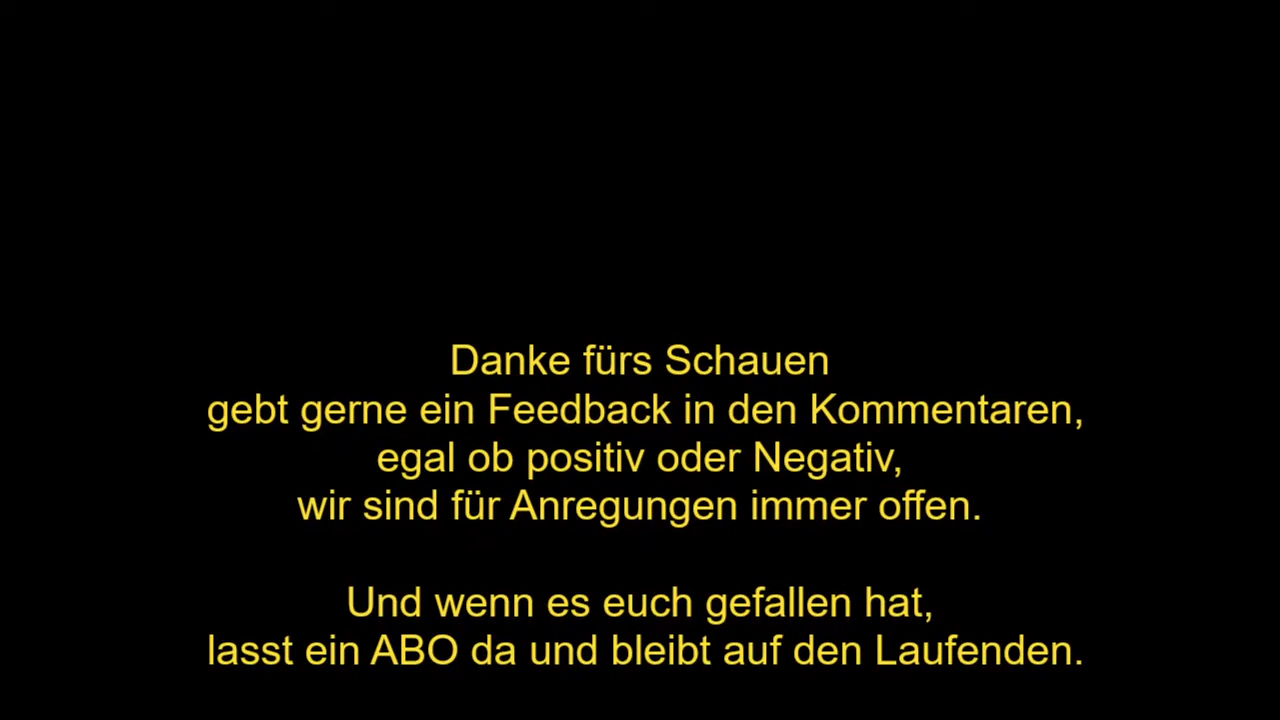 Danke fürs Schauen
gebt gerne ein Feedback in den Kommentaren,
egal ob positiv oder Negativ,
wir sind für Anregungen immer offen.
Und wenn es euch gefallen hat,
lasst ein ABO da und bleibt auf den Laufenden.